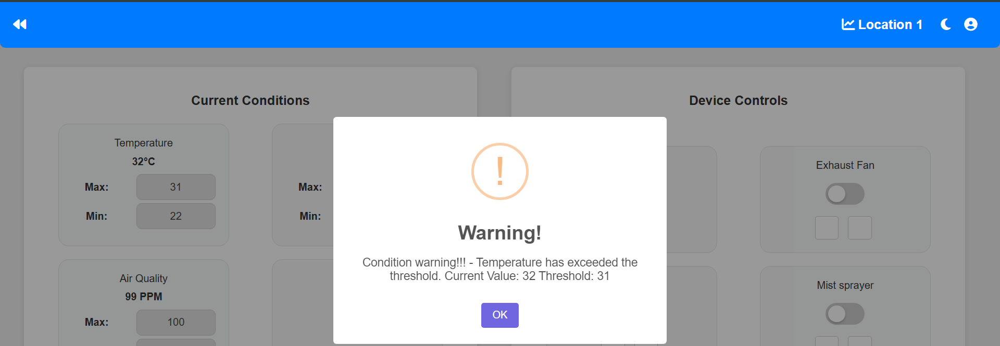 Location 1
Current Conditions
Device Controls
Temperature
32°C
Max: 31
Min: 22
Max:
Min:
Air Quality
99 PPM
Max: 100
!
Warning!
Condition warning!!! - Temperature has exceeded the
threshold. Current Value: 32 Threshold: 31
OK
Exhaust Fan
Mist sprayer